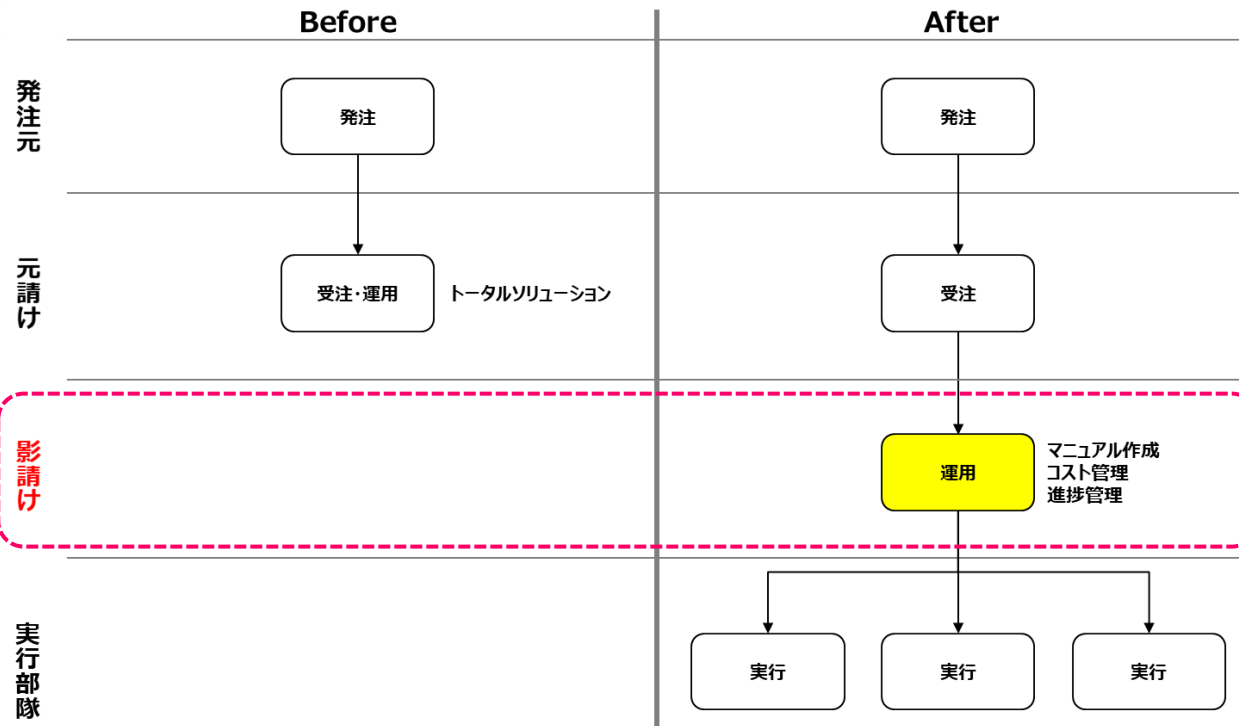 Before
After
発注元
発注
発注
元請け
受注・運用
トータルソリューション
受注
影請け
運用
マニュアル作成
コスト管理
進捗管理
実行部隊
実行
実行
実行